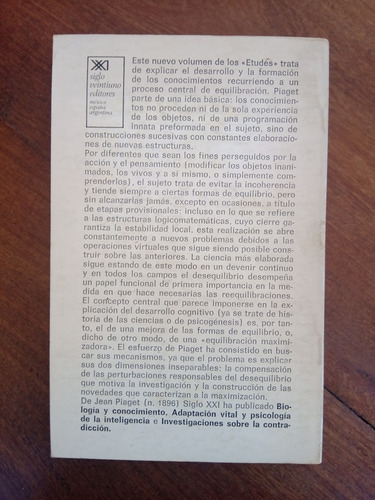 XXI
siglo
veintiuno
editores
méxico
españa
argentina
Este nuevo volumen de los «Etudes» trata
de explicar el desarrollo y la formación
de los conocimientos recurriendo a un
proceso central de equilibración. Piaget
parte de una idea básica: los conocimien-
tos no proceden ni de la sola experiencia
de los objetos, ni de una programación
innata preformada en el sujeto, sino de
construcciones sucesivas con constantes elaboracio-
nes de nuevas estructuras.
Por diferentes que sean los fines perseguidos por la
acción y el pensamiento (modificar los objetos inani-
mados, los vivos y a sí mismo, o simplemente com-
prenderlos), el sujeto trata de evitar la incoherencia
y tiende siempre a ciertas formas de equilibrio, pero
sin alcanzarlas jamás, excepto en ocasiones, a título
de etapas provisionales: incluso en lo que se refiere
a las estructuras logicomatemáticas, cuyo cierre ga-
rantiza la estabilidad local, esta realización se abre
constantemente a nuevos problemas debidos a las
operaciones virtuales que sigue siendo posible cons-
truir sobre las anteriores. La ciencia más elaborada
sigue estando de este modo en un devenir continuo
y en todos los campos el desequilibrio desempeña
un papel funcional de primera importancia en la me-
dida en que hace necesarias las reequilibraciones.
El concepto central que parece imponerse en la ex-
plicación del desarrollo cognitivo (ya se trate de his-
toria de las ciencias o de psicogénesis) es, por tan-
to, el de una mejora de las formas de equilibrio, o,
dicho de otro modo, de una «equilibración maximi-
zadora». El esfuerzo de Piaget ha consistido en bus-
car sus mecanismos, ya que el problema es explicar
sus dos dimensiones inseparables: la compensación
de las perturbaciones responsables del desequilibrio
que motiva la investigación y la construcción de las
novedades que caracterizan a la maximización.
De Jean Piaget (n. 1896) Siglo XXI ha publicado Bio-
logía y conocimiento, Adaptación vital y psicología
de la inteligencia e Investigaciones sobre la contra-
dicción.